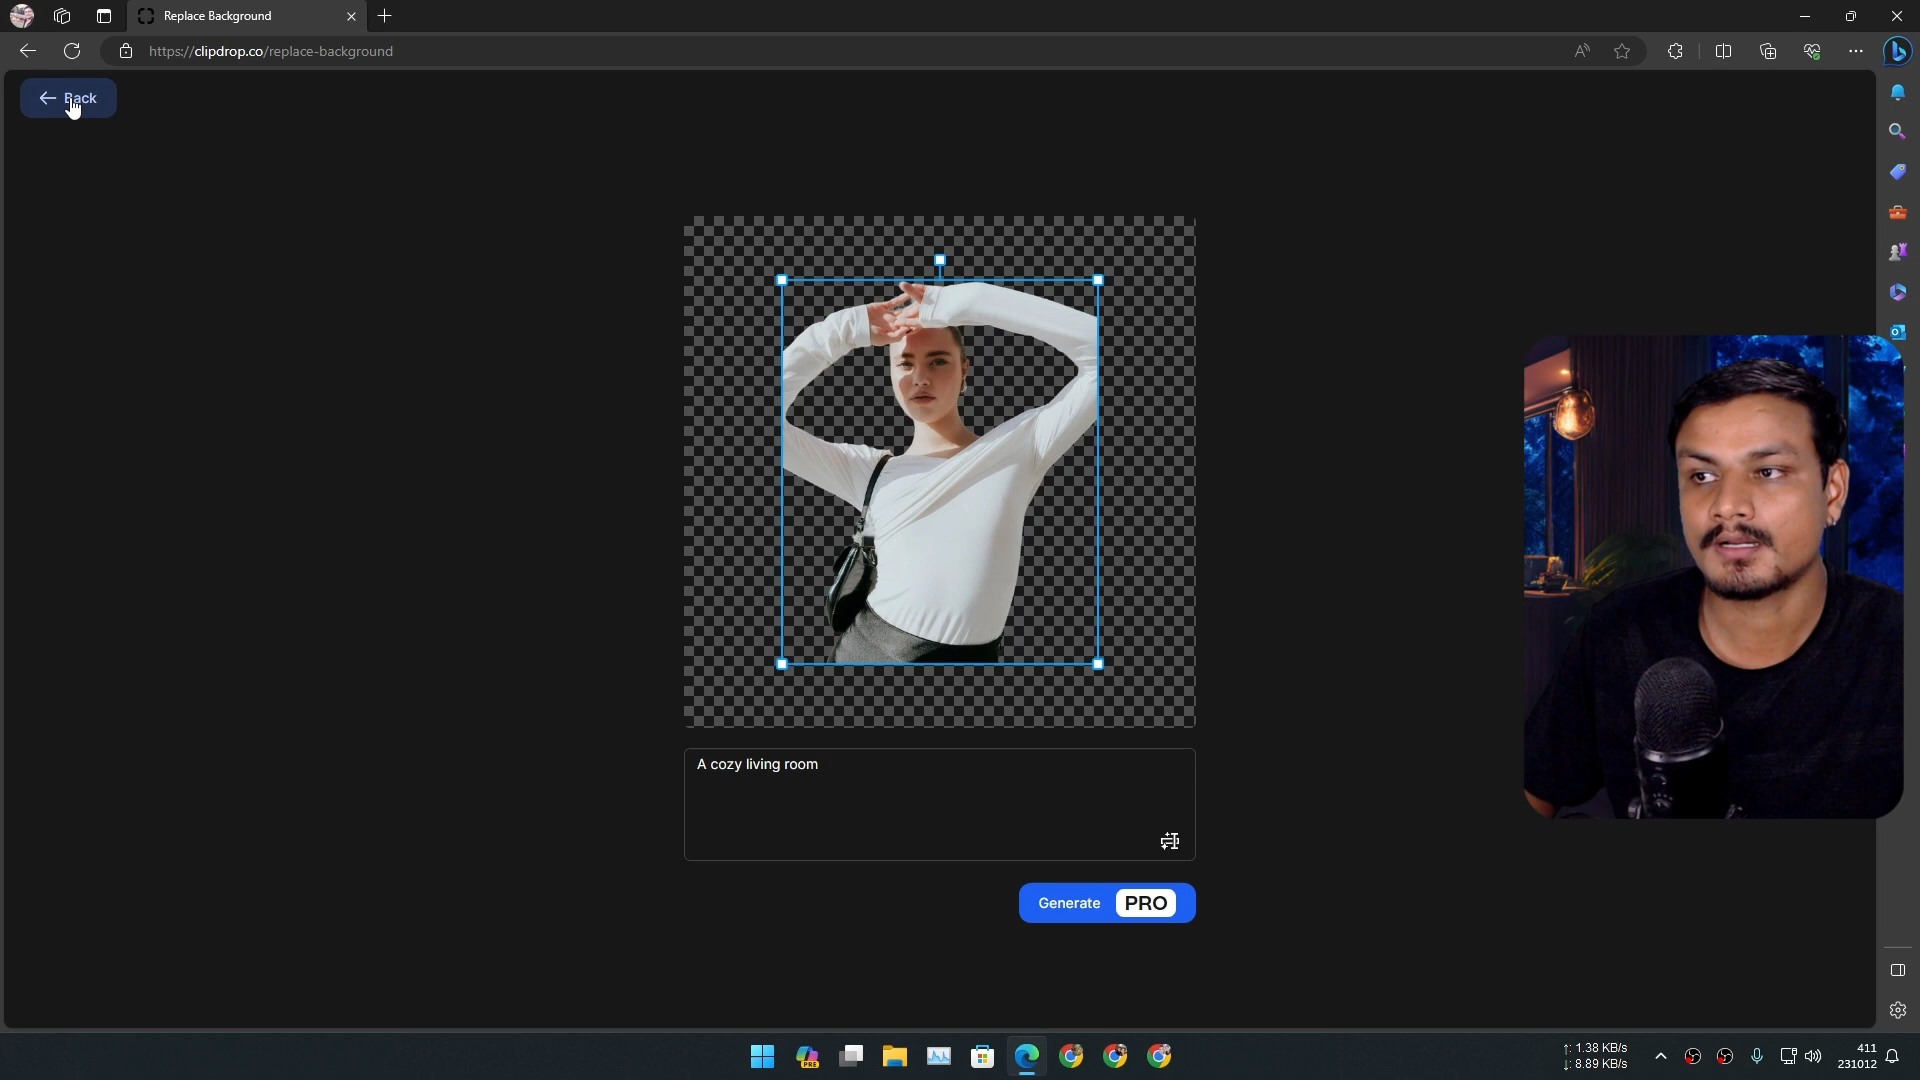 Replace Background
https://clipdrop.co/replace-background
Back
A cozy living room
Generate PRO
↑: 1.38 KB/s
↓: 8.89 KB/s
411
231012
PRE